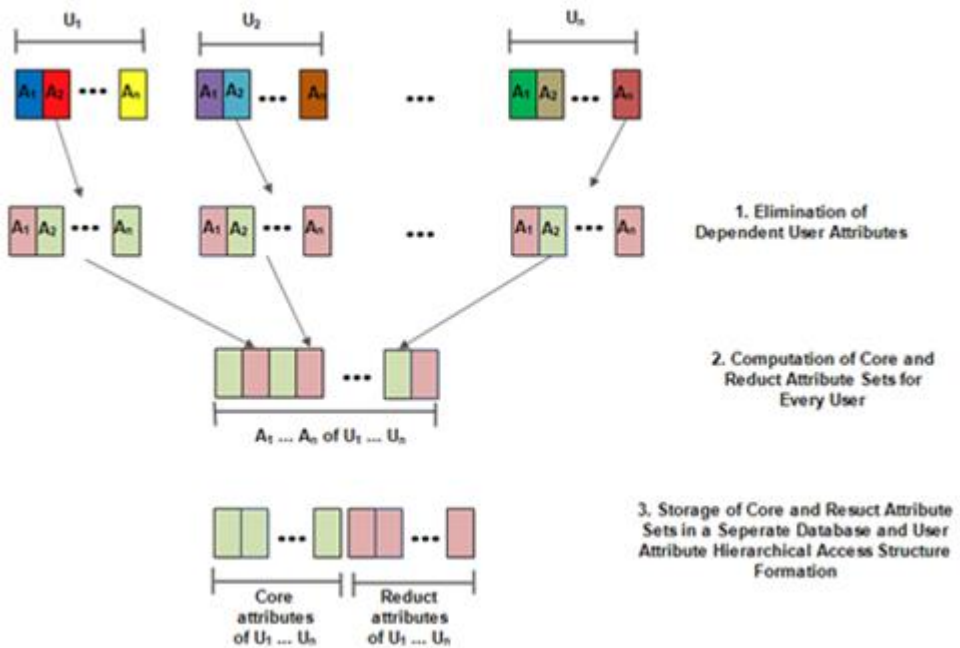 U1 U2 Un
A1 A2 ••• An A1 A2 ••• An ••• A1 A2 ••• An
A1 A2 ••• An A1 A2 ••• An ••• A1 A2 ••• An
1. Elimination of
Dependent User Attributes
•••
2. Computation of Core and
Reduct Attribute Sets for
Every User
A1 ... An of U1 ... Un
3. Storage of Core and Resuct Attribute
Sets in a Seperate Database and User
Attribute Hierarchical Access Structure
Formation
••• •••
Core
attributes
of U1 ... Un
Reduct
attributes
of U1 ... Un